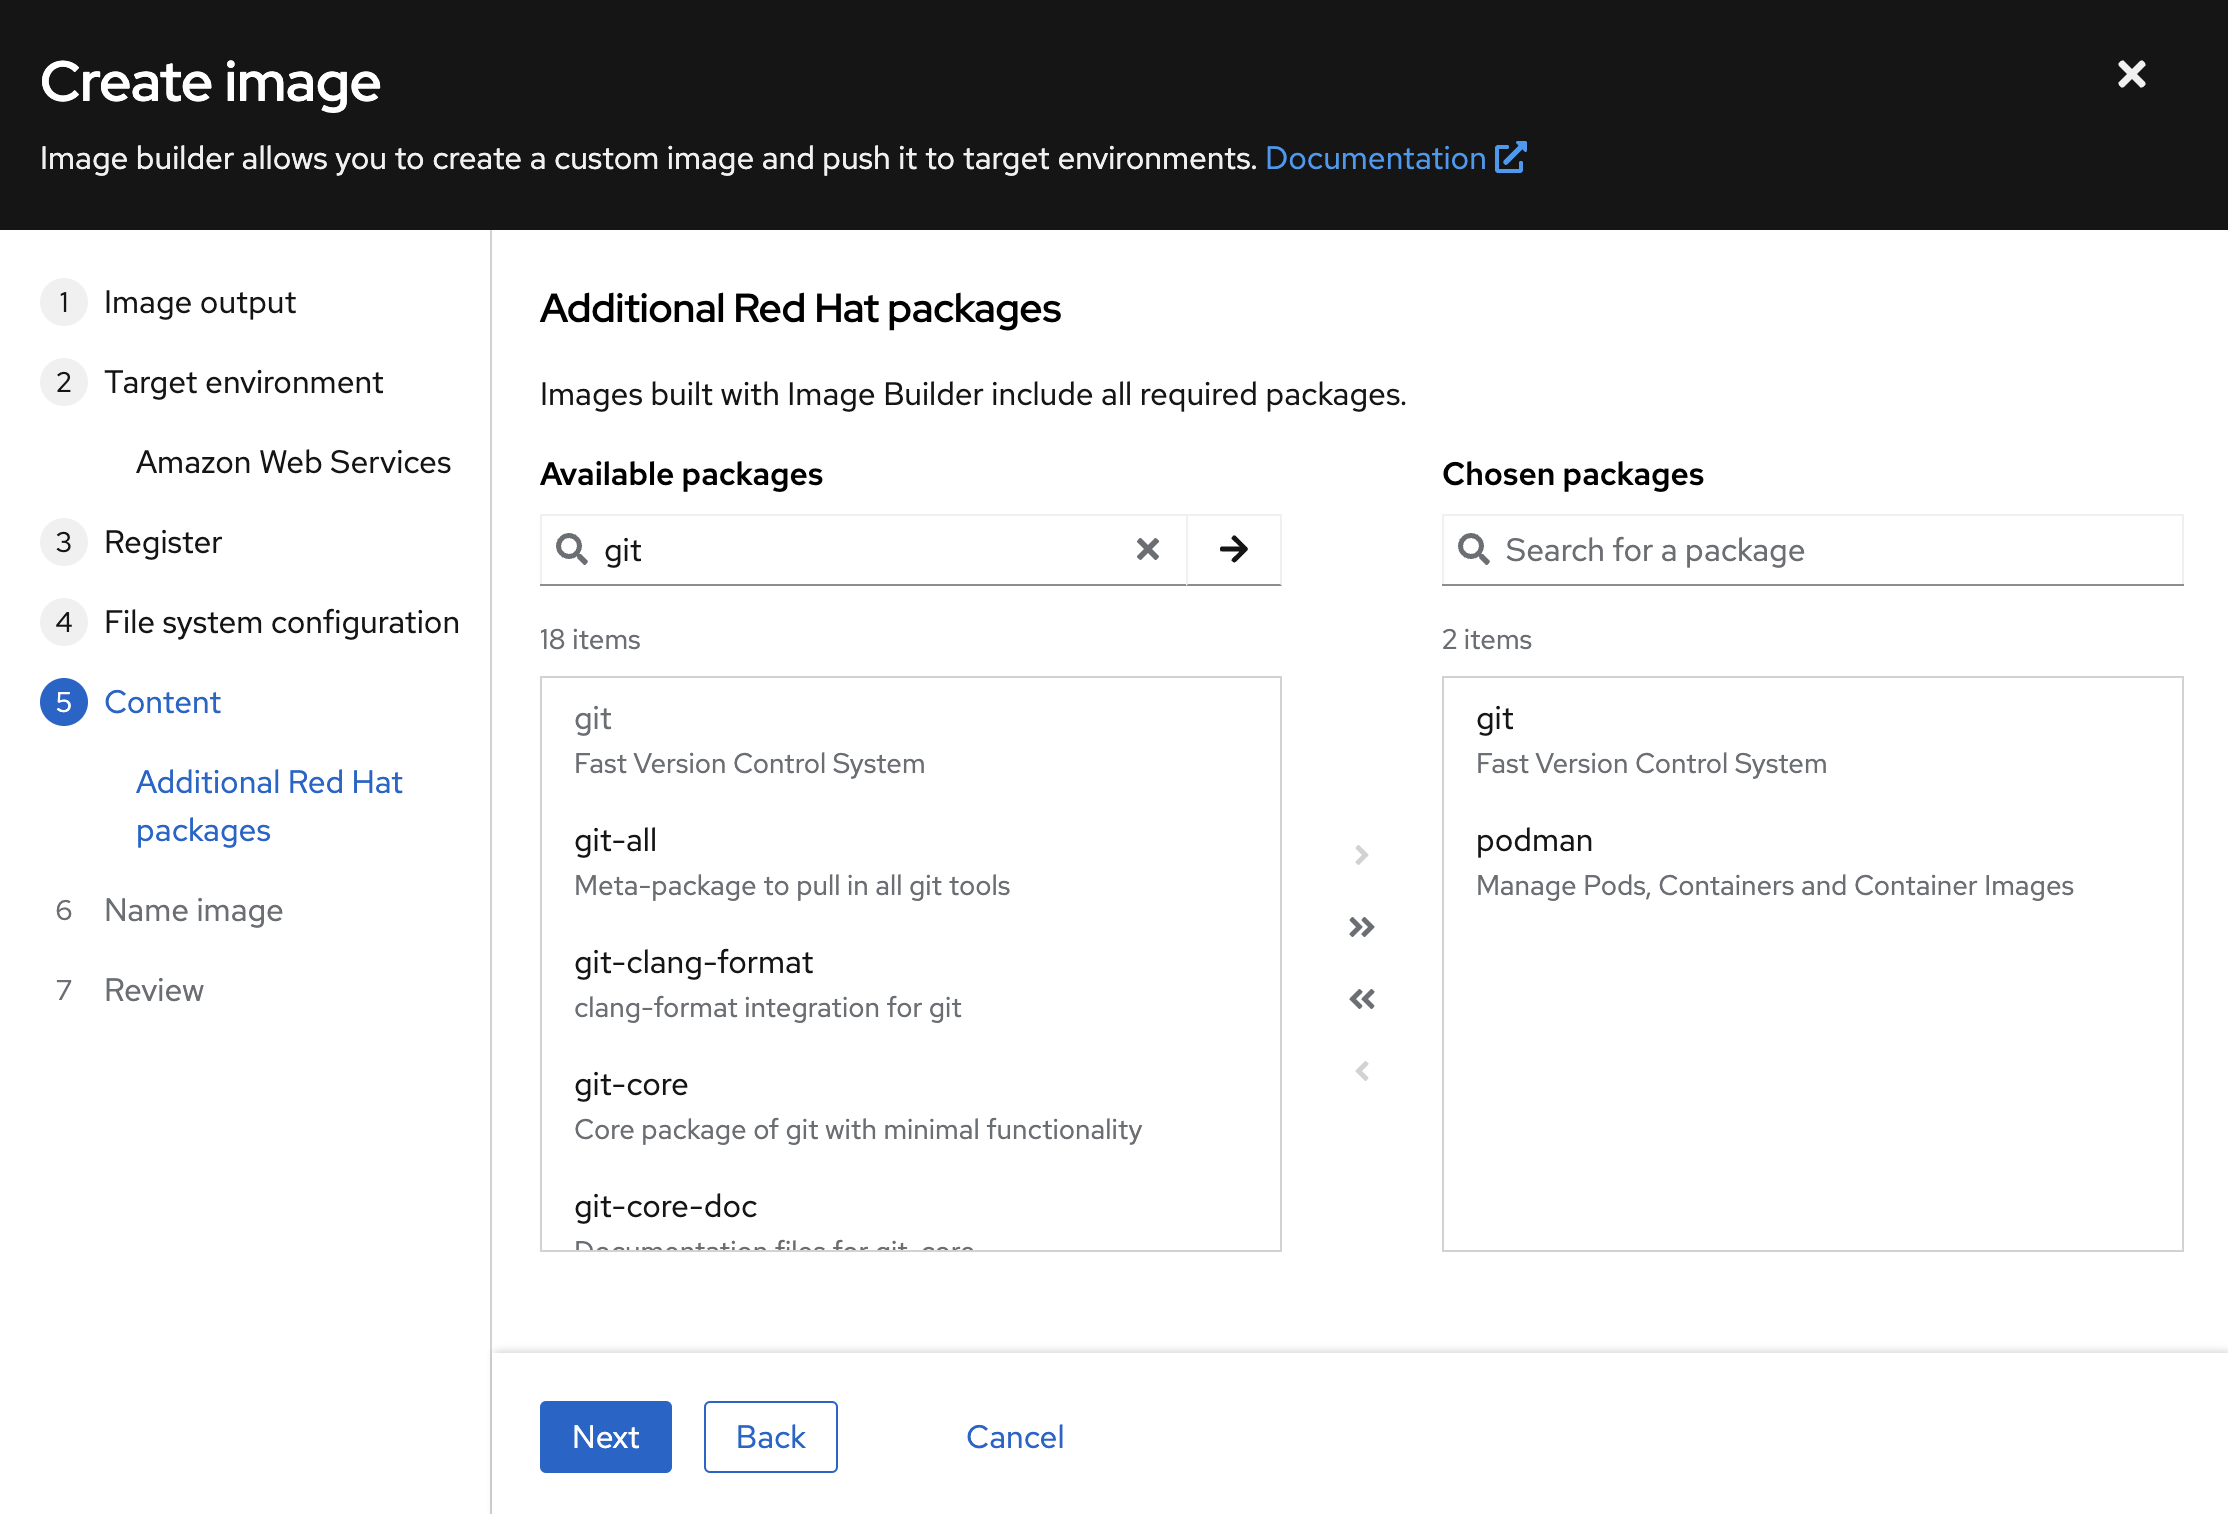 Create image
Image builder allows you to create a custom image and push it to target environments. Documentation
1 Image output
2 Target environment
Amazon Web Services
3 Register
4 File system configuration
5 Content
Additional Red Hat
packages
6 Name image
7 Review
Additional Red Hat packages
Images built with Image Builder include all required packages.
Available packages
git
18 items
git
Fast Version Control System
git-all
Meta-package to pull in all git tools
git-clang-format
clang-format integration for git
git-core
Core package of git with minimal functionality
git-core-doc
Documentation files for git-core
Chosen packages
Search for a package
2 items
git
Fast Version Control System
podman
Manage Pods, Containers and Container Images
Next
Back
Cancel